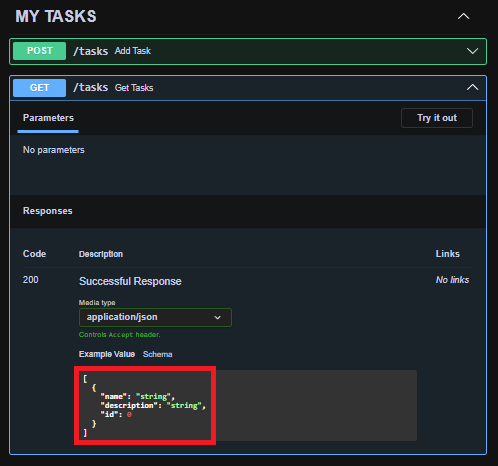 MY TASKS
POST /tasks Add Task
GET /tasks Get Tasks
Parameters Try it out
No parameters
Responses
Code Description Links
200 Successful Response No links
Media type
application/json
Controls Accept header.
Example Value Schema
[
{
"name": "string",
"description": "string",
"id": 0
}
]